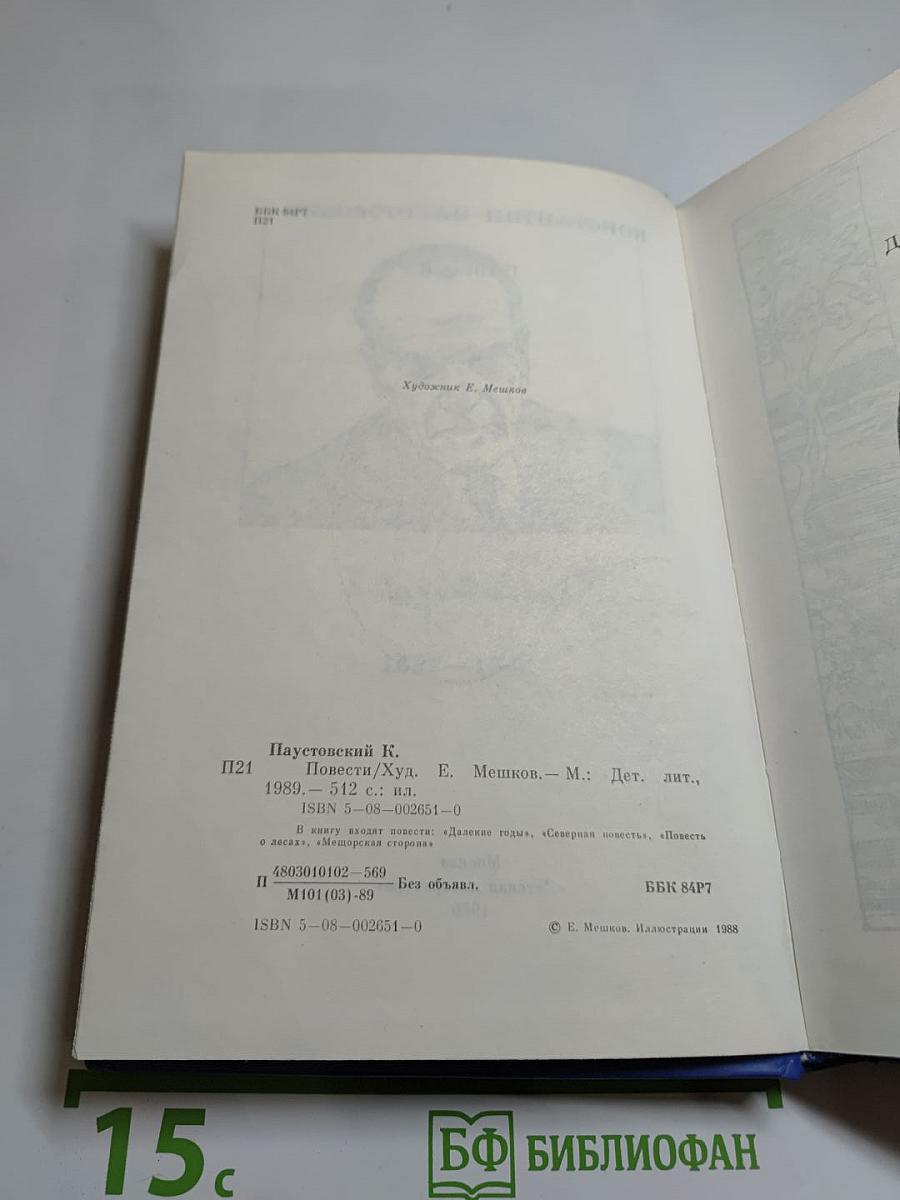 ББК 84Р7
П21
Художник Е. Мешков
Паустовский К.
П21 Повести/Худ. Е. Мешков.— М.: Дет. лит.,
1989.— 512 с.: ил.
ISBN 5—08—002651—0
В книгу входят повести: «Далекие годы», «Северная повесть», «Повесть
о лесах», «Мещорская сторона»
П 4803010102—569
М101(03)-89
Без объявл.
ББК 84Р7
ISBN 5—08—002651—0
© Е. Мешков. Иллюстрации 1988
15 с
БФ БИБЛИОФАН